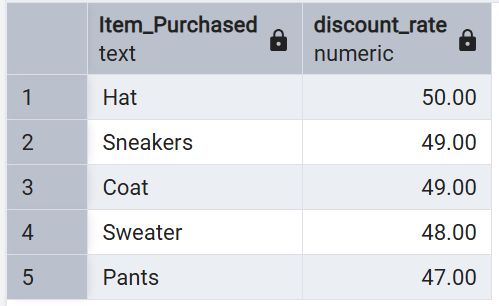 Item_Purchased discount_rate
text numeric
1 Hat 50.00
2 Sneakers 49.00
3 Coat 49.00
4 Sweater 48.00
5 Pants 47.00